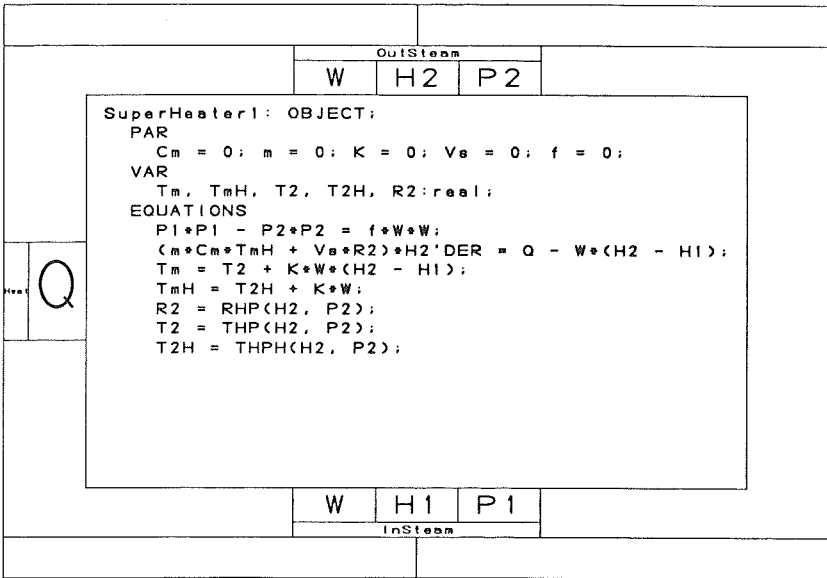 OutSteam
W H2 P2
SuperHeater1: OBJECT;
PAR
Cm = 0; m = 0; K = 0; Vs = 0; f = 0;
VAR
Tm, TmH, T2, T2H, R2:real;
EQUATIONS
P1*P1 - P2*P2 = f*W*W;
(m*Cm*TmH + Vs*R2)*H2'DER = Q - W*(H2 - H1);
Tm = T2 + K*W*(H2 - H1);
TmH = T2H + K*W;
R2 = RHP(H2, P2);
T2 = THP(H2, P2);
T2H = THPH(H2, P2);
Heat Q
W H1 P1
InSteam